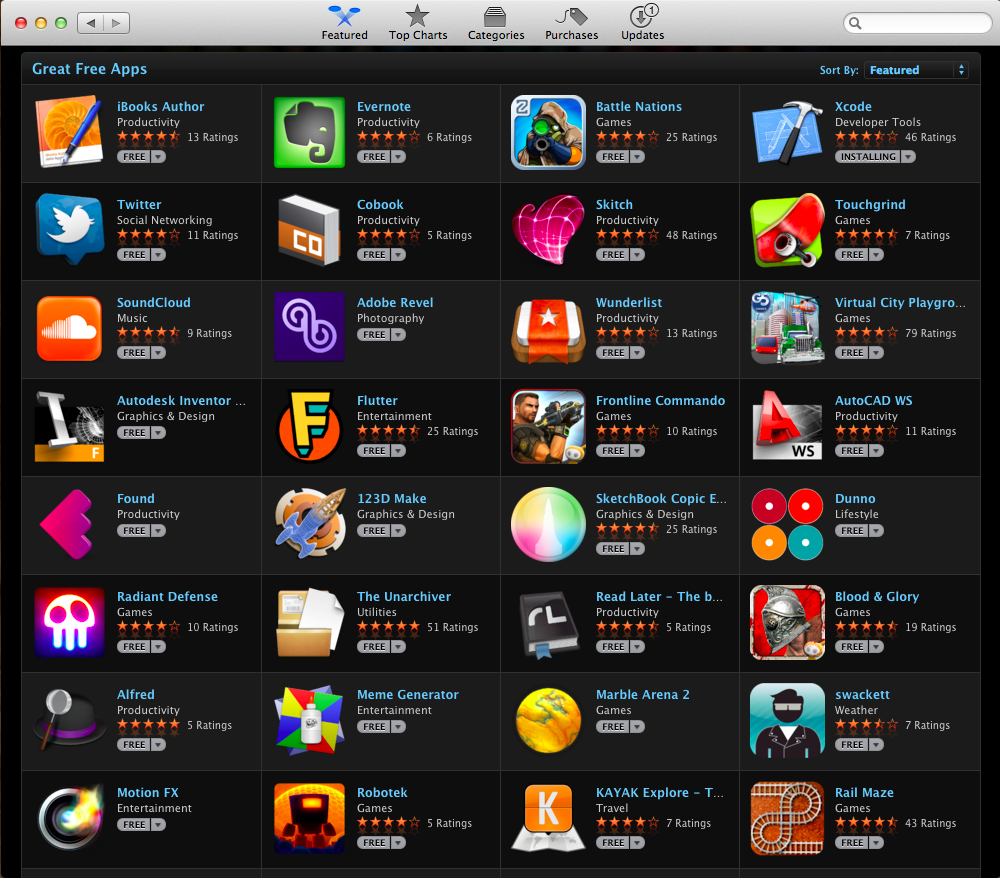 1
Featured
Top Charts
Categories
Purchases
Updates
Great Free Apps
Sort By: Featured
iBooks Author
Productivity
13 Ratings
FREE
Evernote
Productivity
6 Ratings
FREE
Battle Nations
Games
25 Ratings
FREE
Xcode
Developer Tools
46 Ratings
INSTALLING
Twitter
Social Networking
11 Ratings
FREE
CO
Cobook
Productivity
5 Ratings
FREE
Skitch
Productivity
48 Ratings
FREE
Touchgrind
Games
7 Ratings
FREE
SoundCloud
Music
9 Ratings
FREE
Adobe Revel
Photography
FREE
Wunderlist
Productivity
13 Ratings
FREE
Virtual City Playgro...
Games
79 Ratings
FREE
I
F
Autodesk Inventor ...
Graphics & Design
FREE
F
Flutter
Entertainment
25 Ratings
FREE
Frontline Commando
Games
10 Ratings
FREE
A
WS
AutoCAD WS
Productivity
11 Ratings
FREE
Found
Productivity
FREE
123D Make
Graphics & Design
FREE
SketchBook Copic E...
Graphics & Design
25 Ratings
FREE
Dunno
Lifestyle
FREE
Radiant Defense
Games
10 Ratings
FREE
The Unarchiver
Utilities
51 Ratings
FREE
rL
Read Later – The b...
Productivity
5 Ratings
FREE
Blood & Glory
Games
19 Ratings
FREE
Alfred
Productivity
5 Ratings
FREE
Meme Generator
Entertainment
FREE
Marble Arena 2
Games
FREE
swackett
Weather
7 Ratings
FREE
Motion FX
Entertainment
FREE
Robotek
Games
5 Ratings
FREE
K
KAYAK Explore – T...
Travel
7 Ratings
FREE
Rail Maze
Games
43 Ratings
FREE